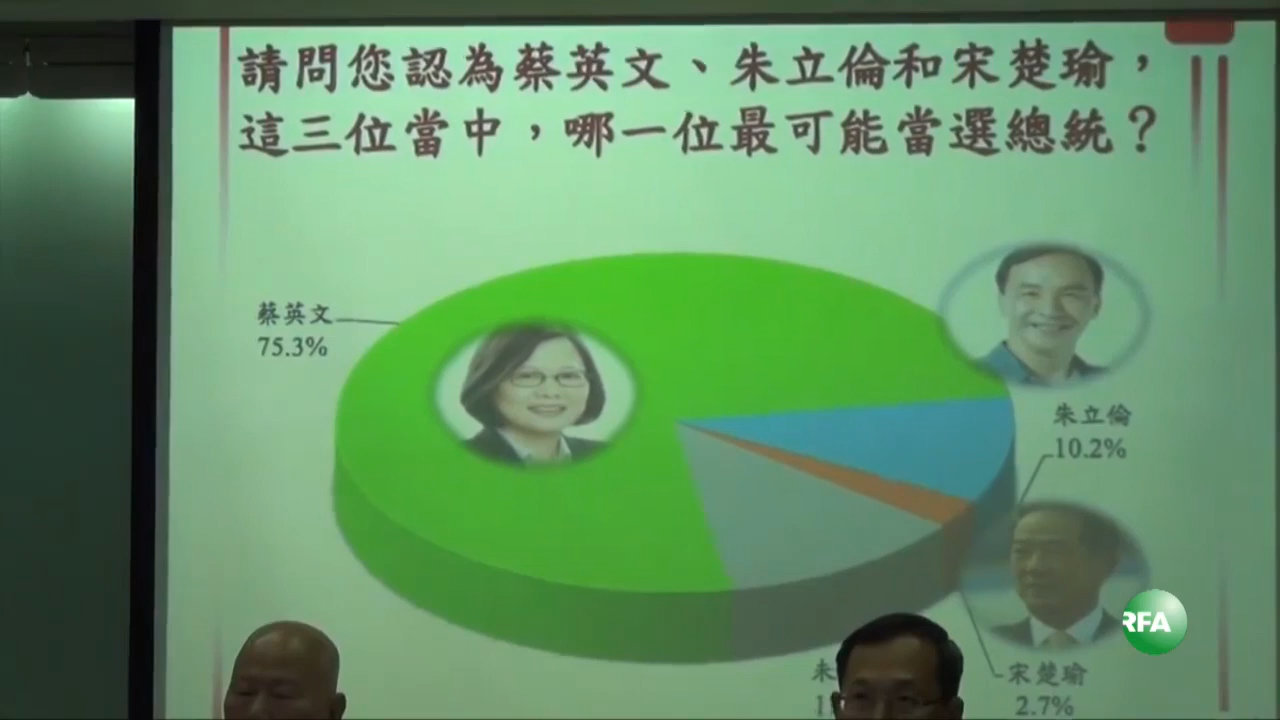 請問您認為蔡英文、朱立倫和宋楚瑜,
這三位當中,哪一位最可能當選總統?
蔡英文
75.3%
朱立倫
10.2%
RFA
宋楚瑜
2.7%